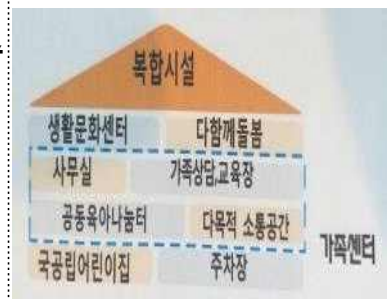 복합시설
생활문화센터 다함께돌봄
사무실 가족상담,교육장
공동육아나눔터 다목적 소통공간
가족센터
국공립어린이집 주차장